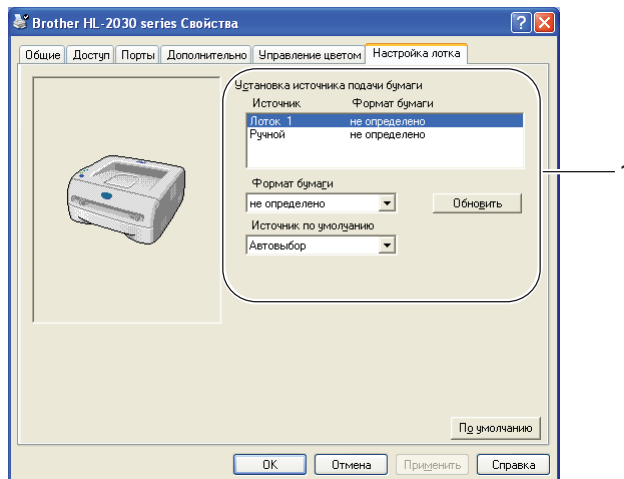 Brother HL-2030 series Свойства
Общие Доступ Порты Дополнительно Управление цветом Настройка лотка
Установка источника подачи бумаги
Источник Формат бумаги
Лоток 1 не определено
Ручной не определено
1
Формат бумаги
не определено Обновить
Источник по умолчанию
Автовыбор
По умолчанию
OK Отмена Применить Справка